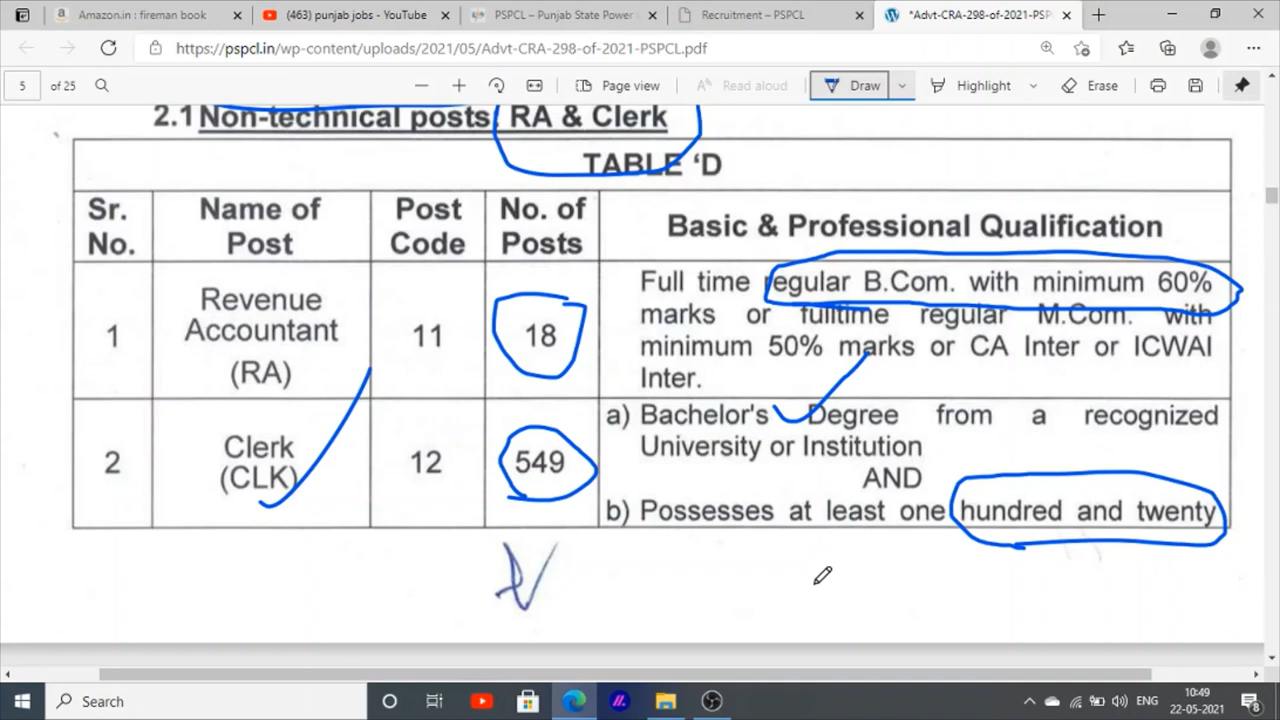 Amazon.in : fireman book
(463) punjab jobs - YouTube
PSPCL – Punjab State Power
Recruitment – PSPCL
*Advt-CRA-298-of-2021-PSP
https://pspcl.in/wp-content/uploads/2021/05/Advt-CRA-298-of-2021-PSPCL.pdf
5 of 25
Page view
Read aloud
Draw
Highlight
Erase
2.1 Non-technical posts RA & Clerk
TABLE ‘D
Sr. No.
Name of Post
Post Code
No. of Posts
Basic & Professional Qualification
1
Revenue
Accountant
(RA)
11
18
Full time regular B.Com. with minimum 60%
marks or fulltime regular M.Com. with
minimum 50% marks or CA Inter or ICWAI
Inter.
2
Clerk
(CLK)
12
549
a) Bachelor's Degree from a recognized
University or Institution
AND
b) Possesses at least one hundred and twenty
Search
ENG
10:49
22-05-2021
8